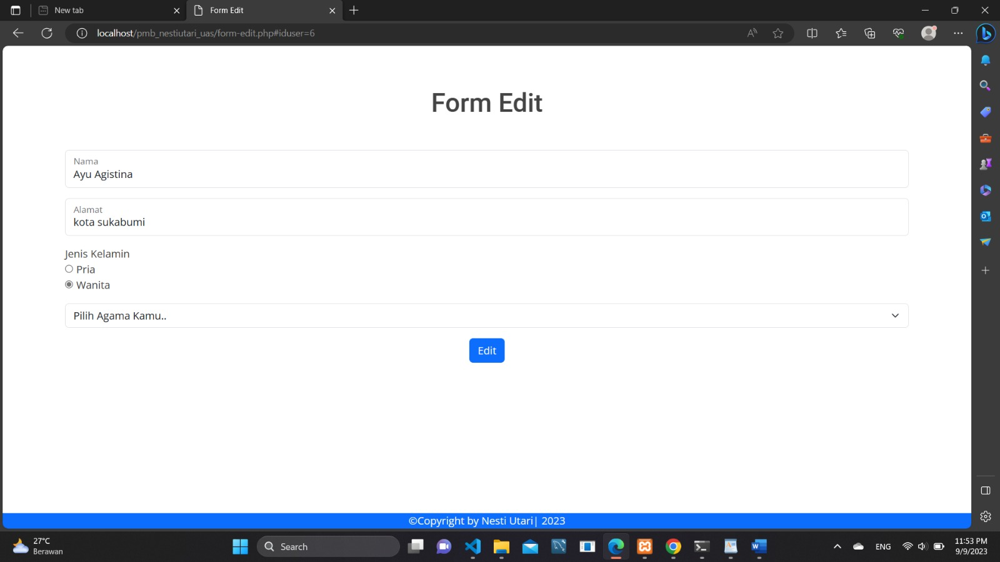 New tab
Form Edit
localhost/pmb_nestiutari_uas/form-edit.php#iduser=6
Form Edit
Nama
Ayu Agistina
Alamat
kota sukabumi
Jenis Kelamin
Pria
Wanita
Pilih Agama Kamu..
Edit
©Copyright by Nesti Utari| 2023
27°C
Berawan
Search
ENG
11:53 PM
9/9/2023